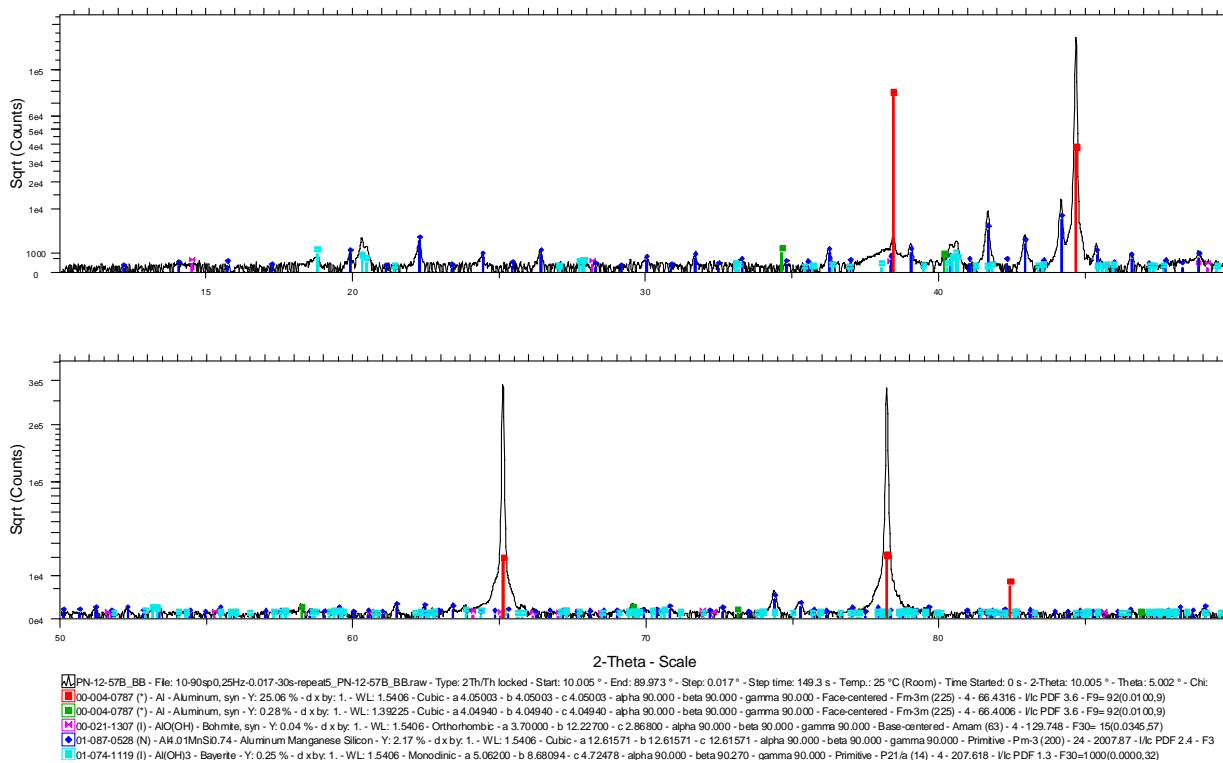 Sqrt (Counts)
1e5
6e4
5e4
4e4
3e4
2e4
1e4
1000
0
15 20 30 40
Sqrt (Counts)
3e5
2e5
1e5
1e4
0e4
50 60 70 80
2-Theta - Scale
PN-12-57B_BB - File: 10-90sp0,25Hz-0.017-30s-repeat5_PN-12-57B_BB.raw - Type: 2Th/Th locked - Start: 10.005 ° - End: 89.973 ° - Step: 0.017 ° - Step time: 149.3 s - Temp.: 25 °C (Room) - Time Started: 0 s - 2-Theta: 10.005 ° - Theta: 5.002 ° - Chi:
00-004-0787 (*) - Al - Aluminum, syn - Y: 25.06 % - d x by: 1. - WL: 1.5406 - Cubic - a 4.05003 - b 4.05003 - c 4.05003 - alpha 90.000 - beta 90.000 - gamma 90.000 - Face-centered - Fm-3m (225) - 4 - 66.4316 - I/Ic PDF 3.6 - F9= 92(0.0100,9)
00-004-0787 (*) - Al - Aluminum, syn - Y: 0.28 % - d x by: 1. - WL: 1.39225 - Cubic - a 4.04940 - b 4.04940 - c 4.04940 - alpha 90.000 - beta 90.000 - gamma 90.000 - Face-centered - Fm-3m (225) - 4 - 66.4006 - I/Ic PDF 3.6 - F9= 92(0.0100,9)
00-021-1307 (I) - AlO(OH) - Bohmite, syn - Y: 0.04 % - d x by: 1. - WL: 1.5406 - Orthorhombic - a 3.70000 - b 12.22700 - c 2.86800 - alpha 90.000 - beta 90.000 - gamma 90.000 - Base-centered - Amam (63) - 4 - 129.748 - F30= 15(0.0345,57)
01-087-0528 (N) - Al4.01MnSi0.74 - Aluminum Manganese Silicon - Y: 2.17 % - d x by: 1. - WL: 1.5406 - Cubic - a 12.61571 - b 12.61571 - c 12.61571 - alpha 90.000 - beta 90.000 - gamma 90.000 - Primitive - Pm-3 (200) - 24 - 2007.87 - I/Ic PDF 2.4 - F3
01-074-1119 (I) - Al(OH)3 - Bayerite - Y: 0.25 % - d x by: 1. - WL: 1.5406 - Monoclinic - a 5.06200 - b 8.68094 - c 4.72478 - alpha 90.000 - beta 90.270 - gamma 90.000 - Primitive - P21/a (14) - 4 - 207.618 - I/Ic PDF 1.3 - F30=1000(0.0000,32)